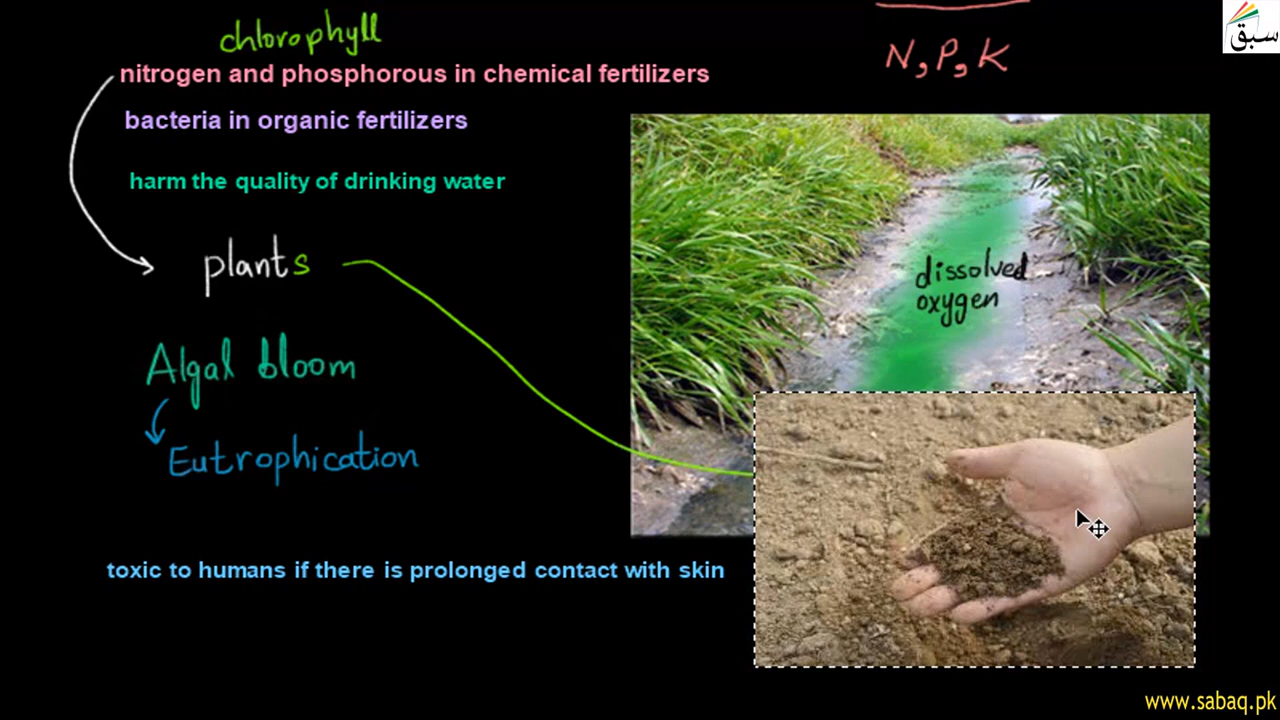 chlorophyll
nitrogen and phosphorous in chemical fertilizers
bacteria in organic fertilizers
harm the quality of drinking water
plants
Algal bloom
Eutrophication
toxic to humans if there is prolonged contact with skin
N, P, K
سبق
dissolved
oxygen
www.sabaq.pk